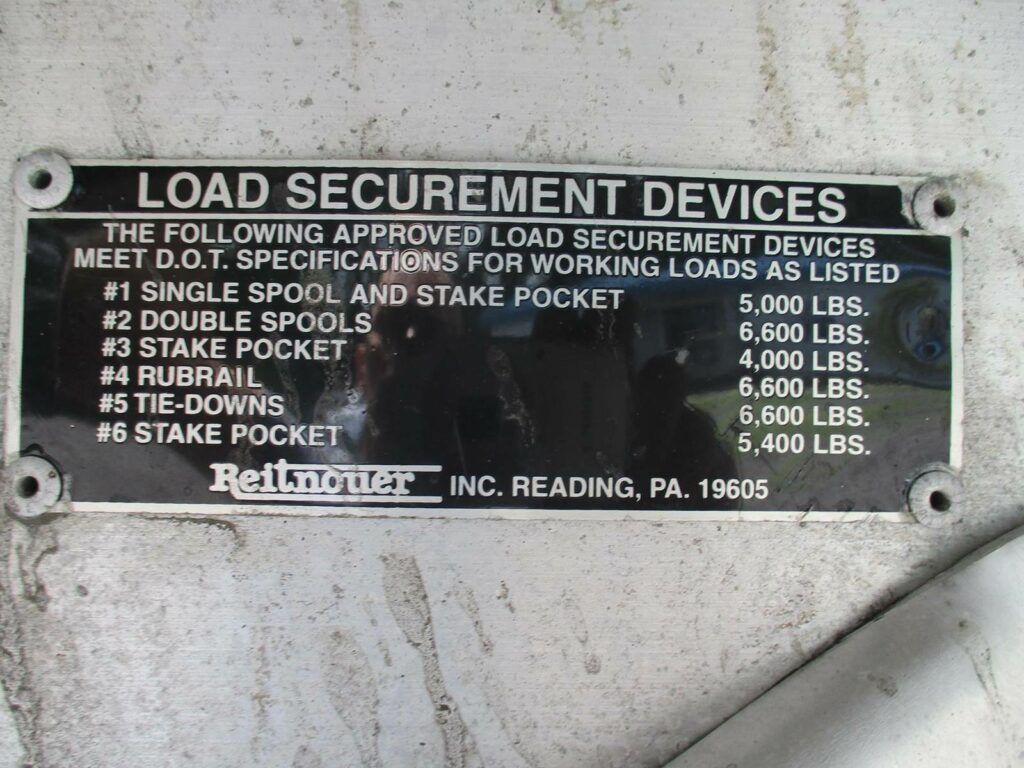 LOAD SECUREMENT DEVICES
THE FOLLOWING APPROVED LOAD SECUREMENT DEVICES
MEET D.O.T. SPECIFICATIONS FOR WORKING LOADS AS LISTED
#1 SINGLE SPOOL AND STAKE POCKET 5,000 LBS.
#2 DOUBLE SPOOLS 6,600 LBS.
#3 STAKE POCKET 4,000 LBS.
#4 RUBRAIL 6,600 LBS.
#5 TIE-DOWNS 6,600 LBS.
#6 STAKE POCKET 5,400 LBS.
Reitnouer INC. READING, PA. 19605